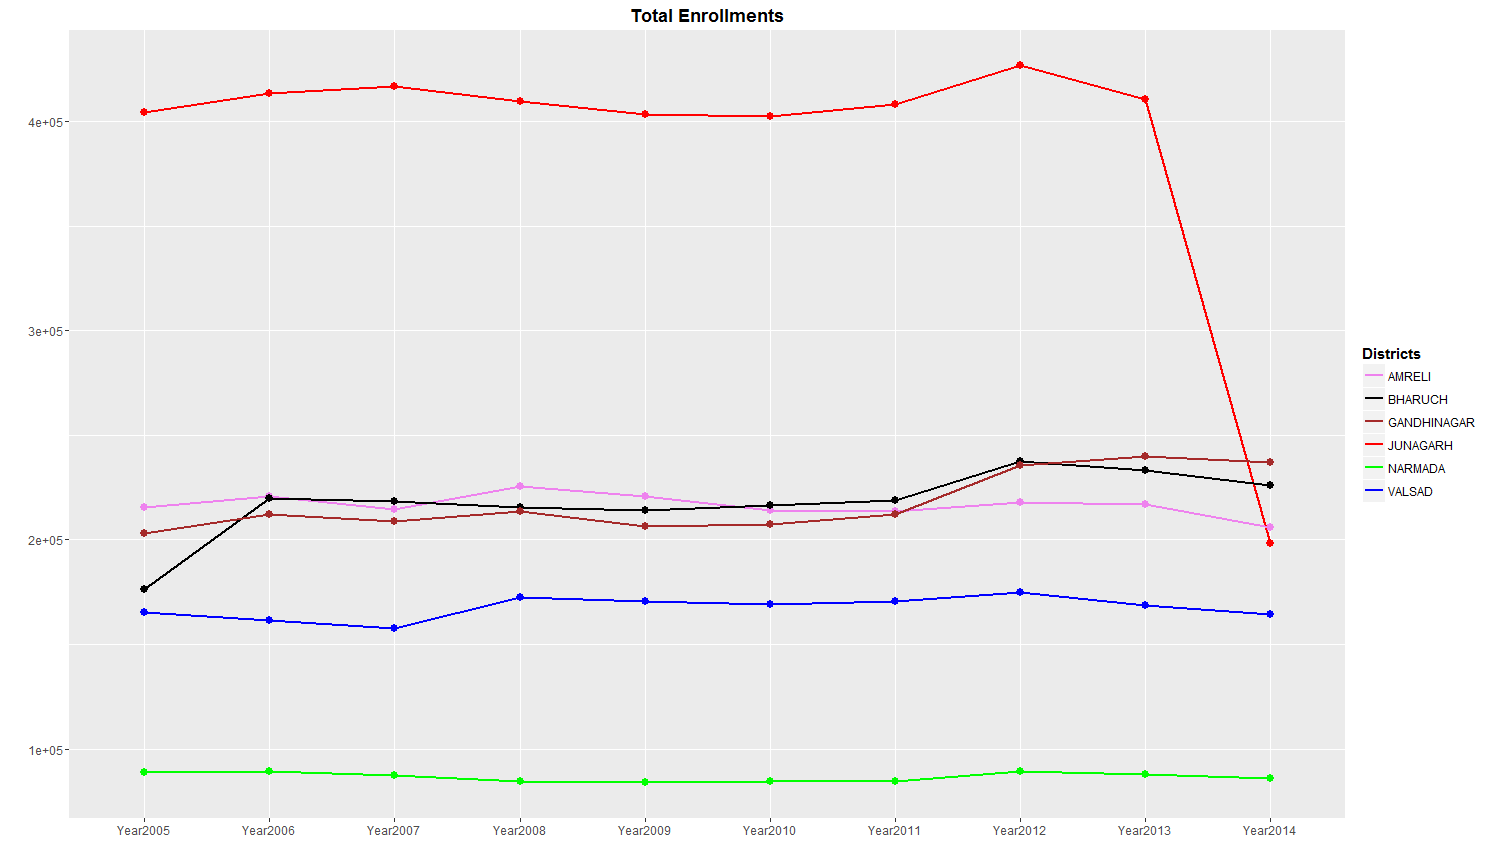 Total Enrollments
4e+05
3e+05
2e+05
1e+05
Year2005 Year2006 Year2007 Year2008 Year2009 Year2010 Year2011 Year2012 Year2013 Year2014
Districts
AMRELI
BHARUCH
GANDHINAGAR
JUNAGARH
NARMADA
VALSAD